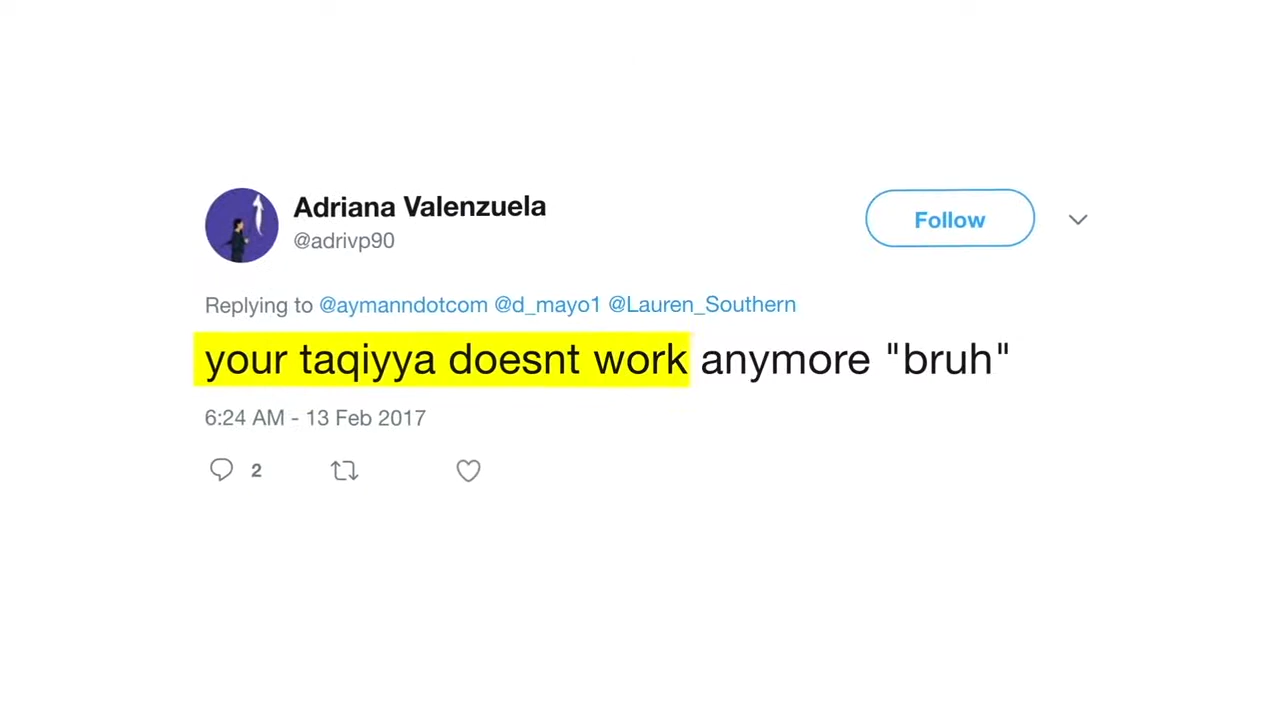 Adriana Valenzuela
@adrivp90
Follow
Replying to @aymanndotcom @d_mayo1 @Lauren_Southern
your taqiyya doesnt work anymore "bruh"
6:24 AM - 13 Feb 2017
2